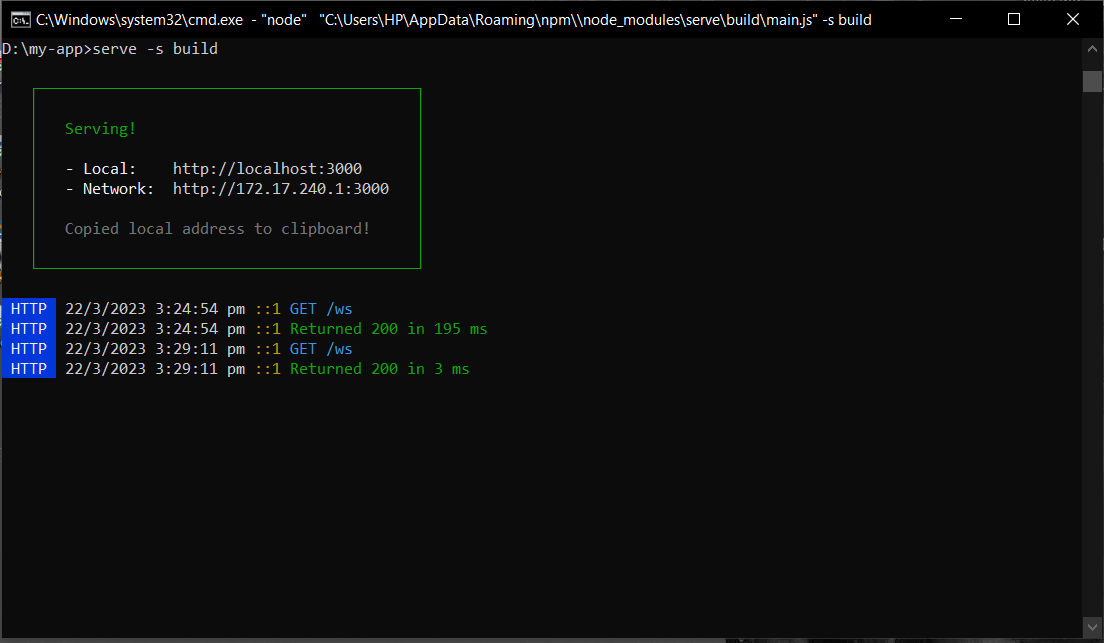 C:\Windows\system32\cmd.exe - "node" "C:\Users\HP\AppData\Roaming\npm\\node_modules\serve\build\main.js" -s build
D:\my-app>serve -s build
Serving!
- Local: http://localhost:3000
- Network: http://172.17.240.1:3000
Copied local address to clipboard!
HTTP 22/3/2023 3:24:54 pm ::1 GET /ws
HTTP 22/3/2023 3:24:54 pm ::1 Returned 200 in 195 ms
HTTP 22/3/2023 3:29:11 pm ::1 GET /ws
HTTP 22/3/2023 3:29:11 pm ::1 Returned 200 in 3 ms